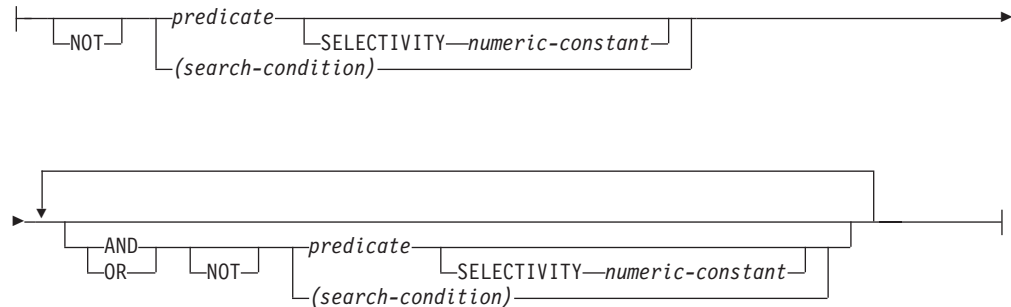 predicate
NOT SELECTIVITY numeric-constant
(search-condition)
AND predicate
OR NOT SELECTIVITY numeric-constant
(search-condition)